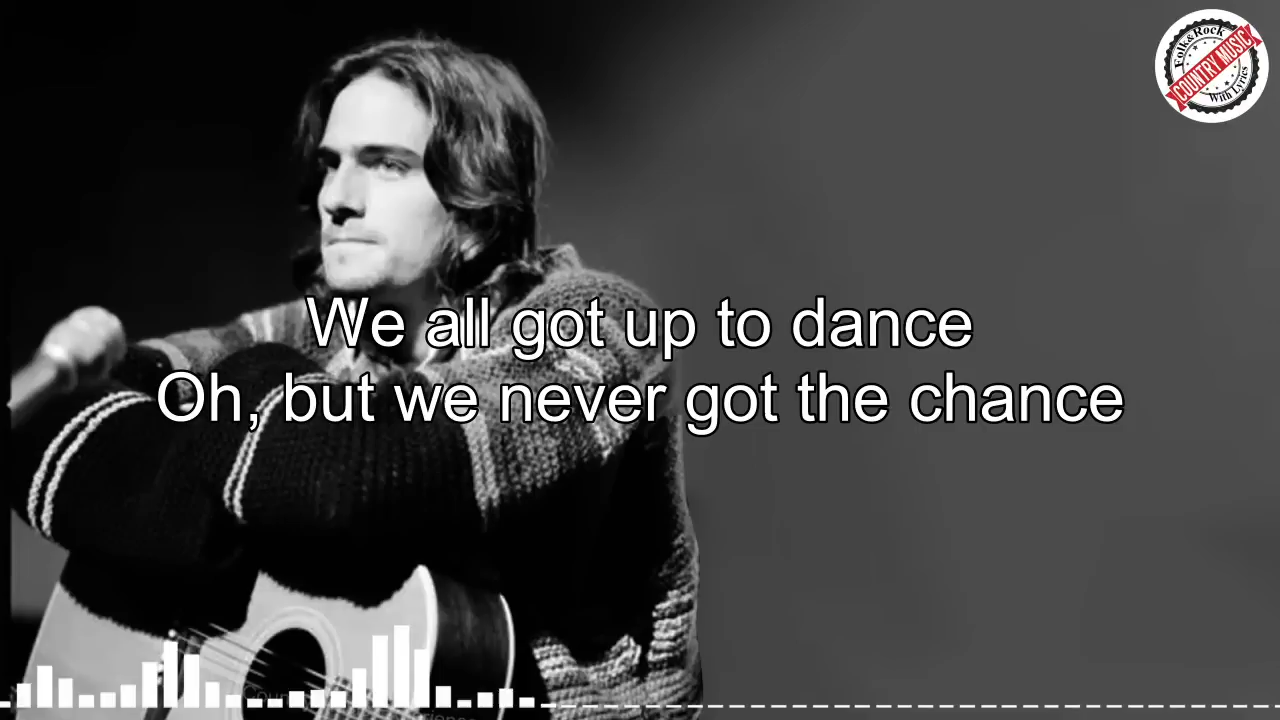 Folk&Rock
COUNTRY MUSIC
With Lyrics
We all got up to dance
Oh, but we never got the chance